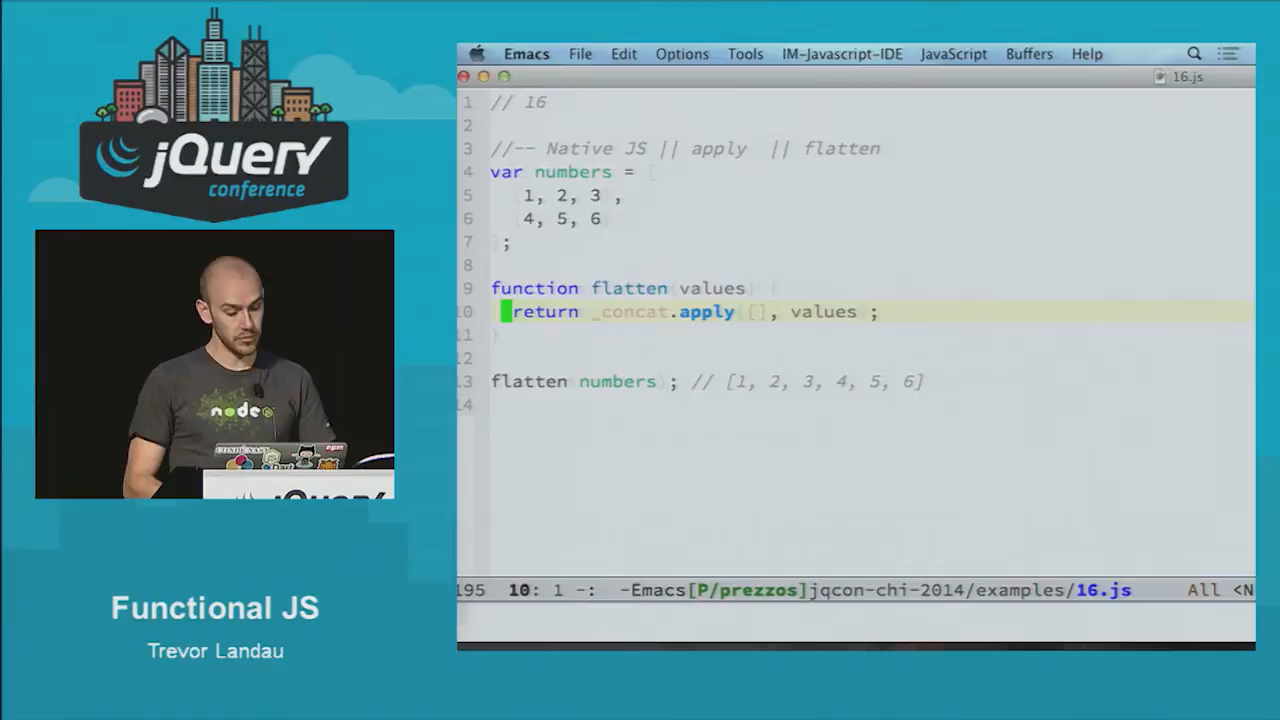 jQuery
conference
node
npm
jQuery
Functional JS
Trevor Landau
Emacs File Edit Options Tools IM-Javascript-IDE JavaScript Buffers Help
16.js
1 // 16
2
3 //-- Native JS || apply || flatten
4 var numbers = [
5 [1, 2, 3],
6 [4, 5, 6]
7 ];
8
9 function flatten(values) {
10 return _concat.apply([], values);
11 }
12
13 flatten(numbers); // [1, 2, 3, 4, 5, 6]
14
195 10: 1 -: -Emacs[P/prezzos]jqcon-chi-2014/examples/16.js All <N